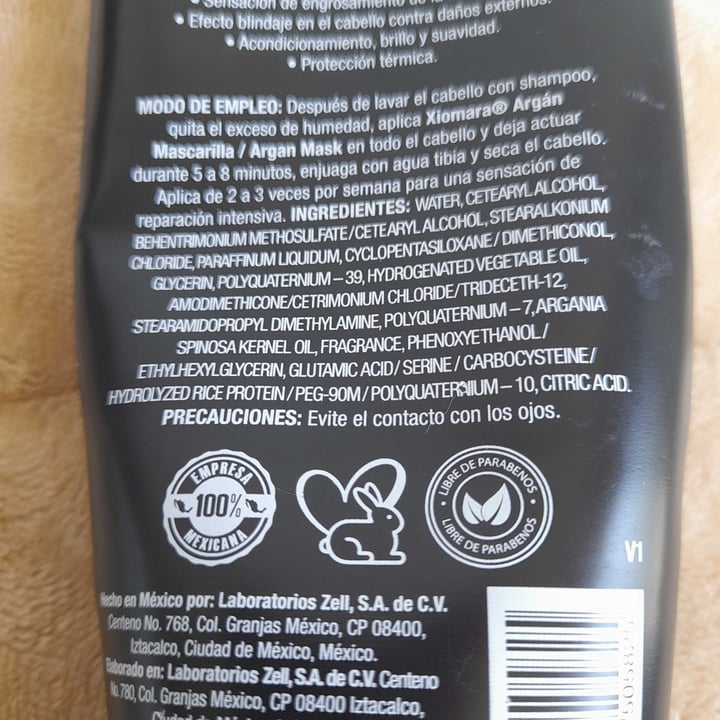 • Sensación de engrosamiento de
• Efecto blindaje en el cabello contra daños externos.
• Acondicionamiento, brillo y suavidad.
• Protección térmica.
MODO DE EMPLEO: Después de lavar el cabello con shampoo,
quita el exceso de humedad, aplica Xiomara® Argán
Mascarilla / Argan Mask en todo el cabello y deja actuar
durante 5 a 8 minutos, enjuaga con agua tibia y seca el cabello.
Aplica de 2 a 3 veces por semana para una sensación de
reparación intensiva. INGREDIENTES: WATER, CETEARYL ALCOHOL,
BEHENTRIMONIUM METHOSULFATE / CETEARYL ALCOHOL, STEARALKONIUM
CHLORIDE, PARAFFINUM LIQUIDUM, CYCLOPENTASILOXANE / DIMETHICONOL,
GLYCERIN, POLYQUATERNIUM – 39, HYDROGENATED VEGETABLE OIL,
AMODIMETHICONE/CETRIMONIUM CHLORIDE/TRIDECETH-12,
STEARAMIDOPROPYL DIMETHYLAMINE, POLYQUATERNIUM – 7, ARGANIA
SPINOSA KERNEL OIL, FRAGRANCE, PHENOXYETHANOL /
ETHYLHEXYLGLYCERIN, GLUTAMIC ACID / SERINE / CARBOCYSTEINE /
HYDROLYZED RICE PROTEIN / PEG-90M / POLYQUATERNIUM – 10, CITRIC ACID.
PRECAUCIONES: Evite el contacto con los ojos.
EMPRESA
100%
MEXICANA
LIBRE DE PARABENOS
LIBRE DE PARABENOS
V1
Hecho en México por: Laboratorios Zell, S.A. de C.V.
Centeno No. 768, Col. Granjas México, CP 08400,
Iztacalco, Ciudad de México, México.
Elaborado en: Laboratorios Zell, S.A. de C.V. Centeno
No.780, Col. Granjas México, CP 08400 Iztacalco,